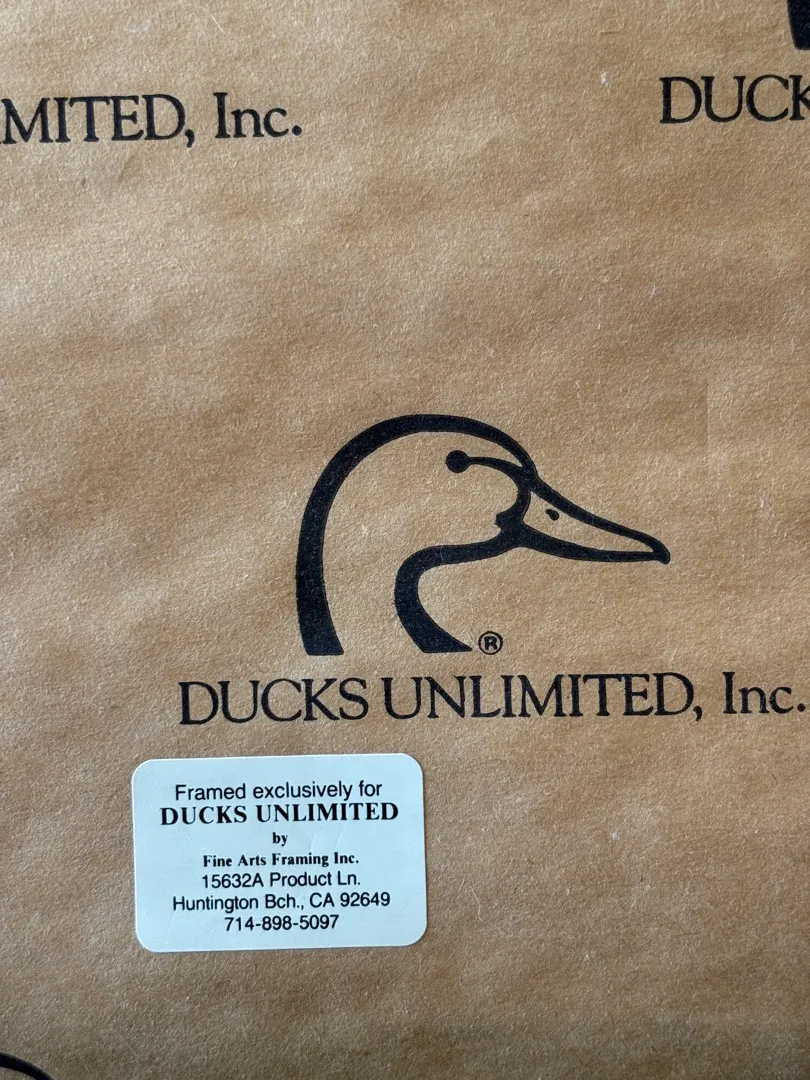 MITED, Inc.
DUCK
®
DUCKS UNLIMITED, Inc.
Framed exclusively for
DUCKS UNLIMITED
by
Fine Arts Framing Inc.
15632A Product Ln.
Huntington Bch., CA 92649
714-898-5097